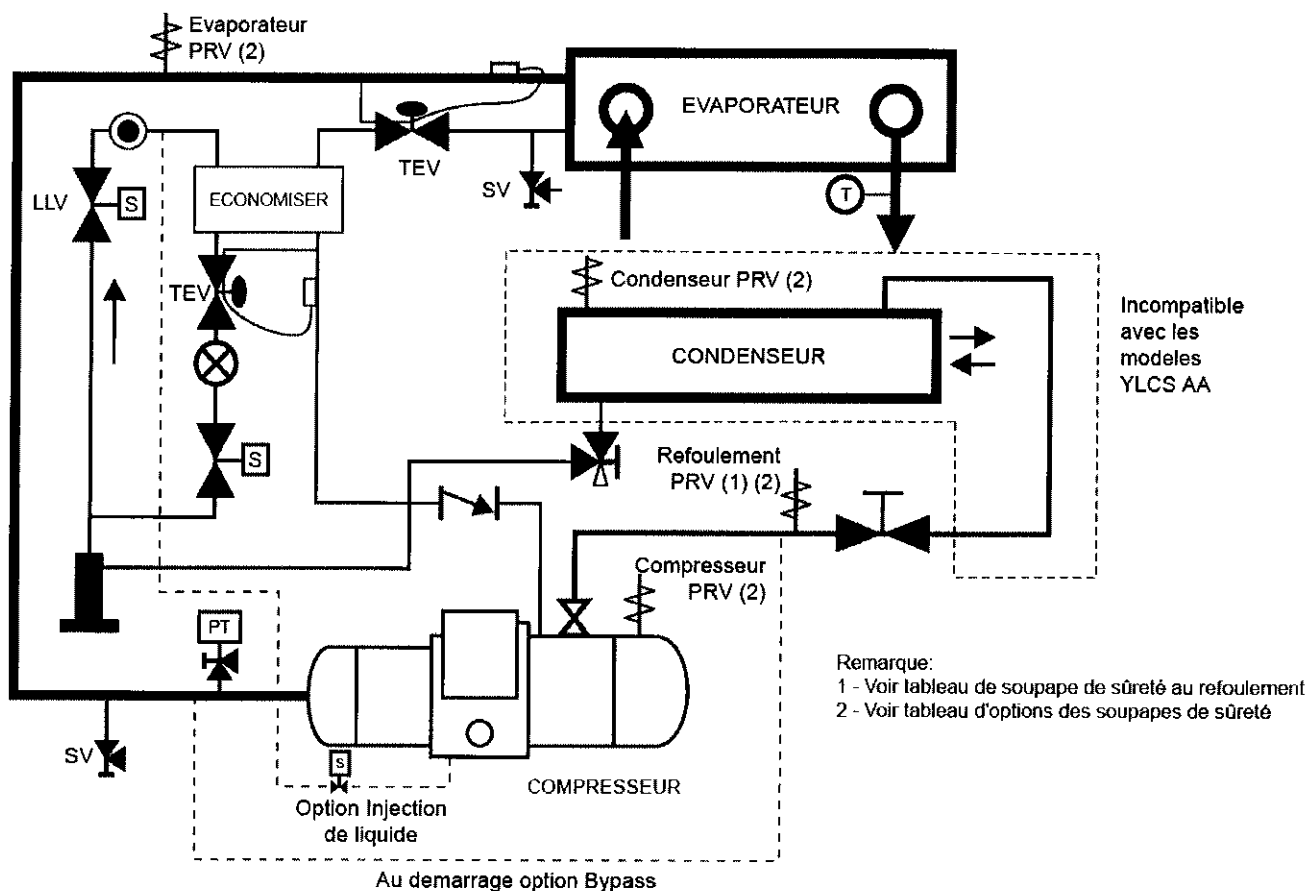 Evaporateur
PRV (2)
ÉVAPORATEUR
TEV
SV
T
LLV
S
ECONOMISER
TEV
S
Condenseur PRV (2)
CONDENSEUR
Incompatible
avec les
modeles
YLCS AA
Refoulement
PRV (1) (2)
Compresseur
PRV (2)
PT
SV
S
Option Injection
de liquide
COMPRESSEUR
Remarque:
1 - Voir tableau de soupape de sûreté au refoulement
2 - Voir tableau d'options des soupapes de sûreté
Au demarrage option Bypass